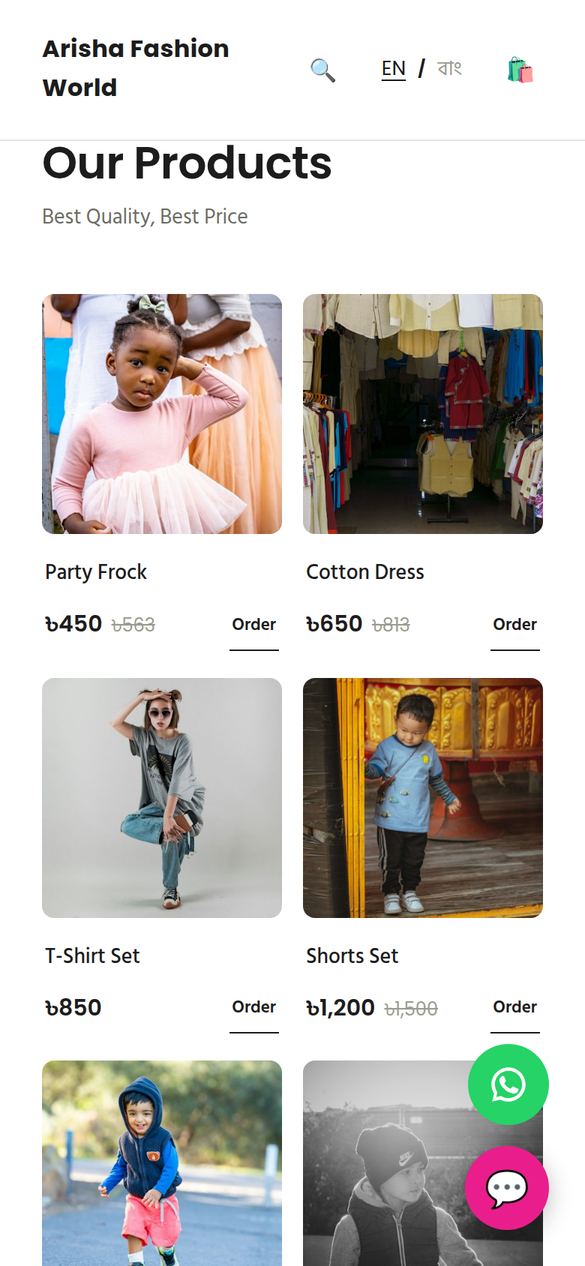 Arisha Fashion
World
EN / বাং
Our Products
Best Quality, Best Price
Party Frock
৳450 ৳563 Order
Cotton Dress
৳650 ৳813 Order
T-Shirt Set
৳850 Order
Shorts Set
৳1,200 ৳1,500 Order